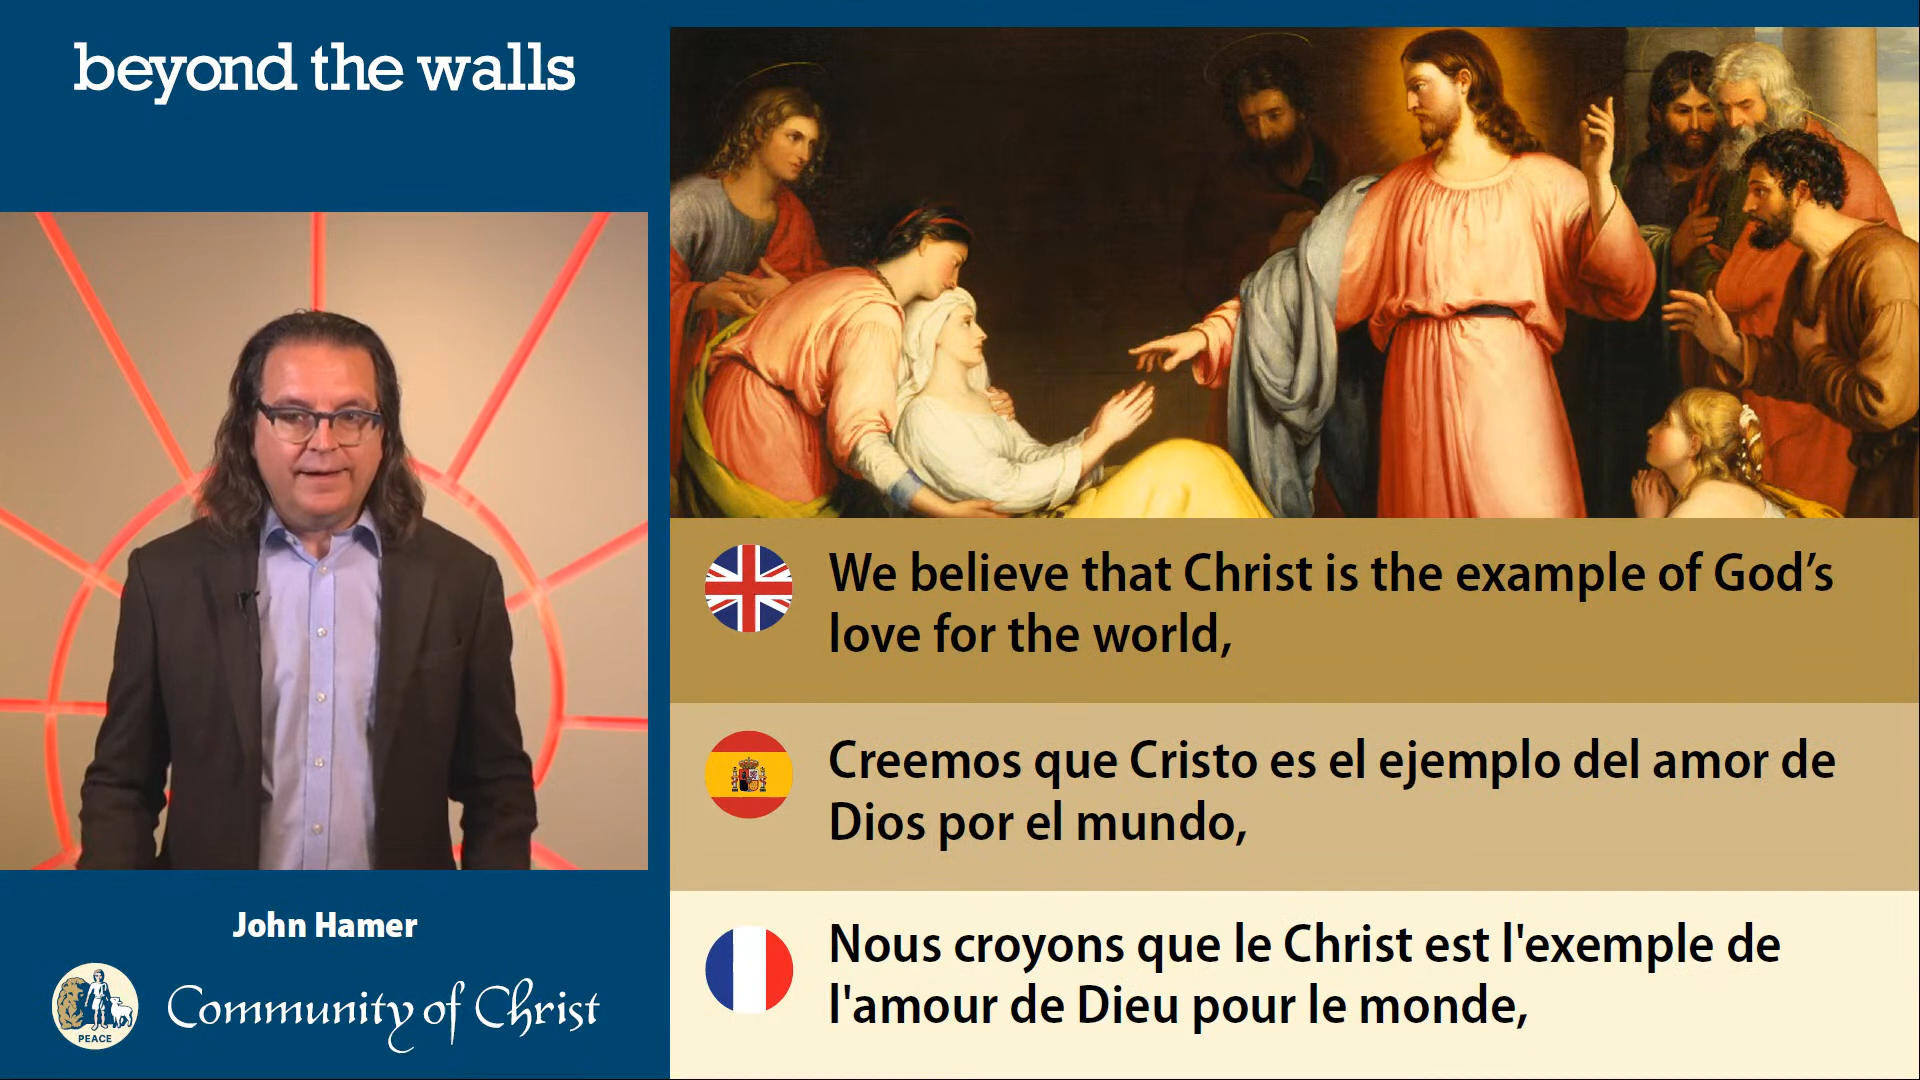 beyond the walls
We believe that Christ is the example of God’s
love for the world,
Creemos que Cristo es el ejemplo del amor de
Dios por el mundo,
Nous croyons que le Christ est l'exemple de
l'amour de Dieu pour le monde,
John Hamer
PEACE
Community of Christ